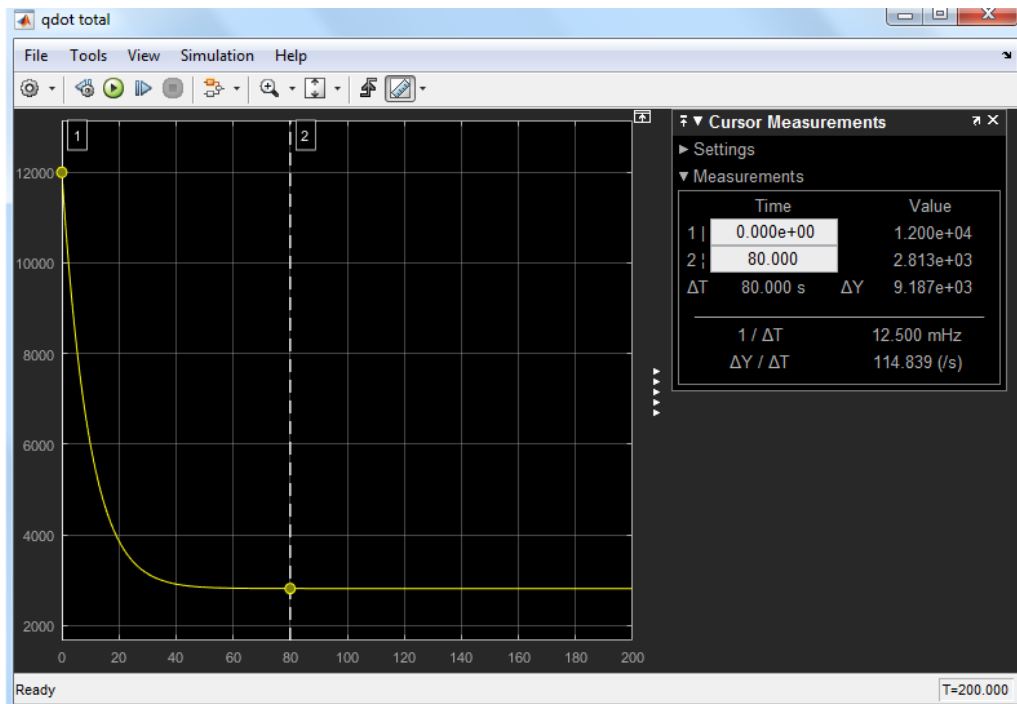 qdot total
File Tools View Simulation Help
1
2
12000
10000
8000
6000
4000
2000
0 20 40 60 80 100 120 140 160 180 200
Cursor Measurements
Settings
Measurements
Time Value
1 | 0.000e+00 1.200e+04
2 ¦ 80.000 2.813e+03
ΔT 80.000 s ΔY 9.187e+03
1 / ΔT 12.500 mHz
ΔY / ΔT 114.839 (/s)
Ready T=200.000